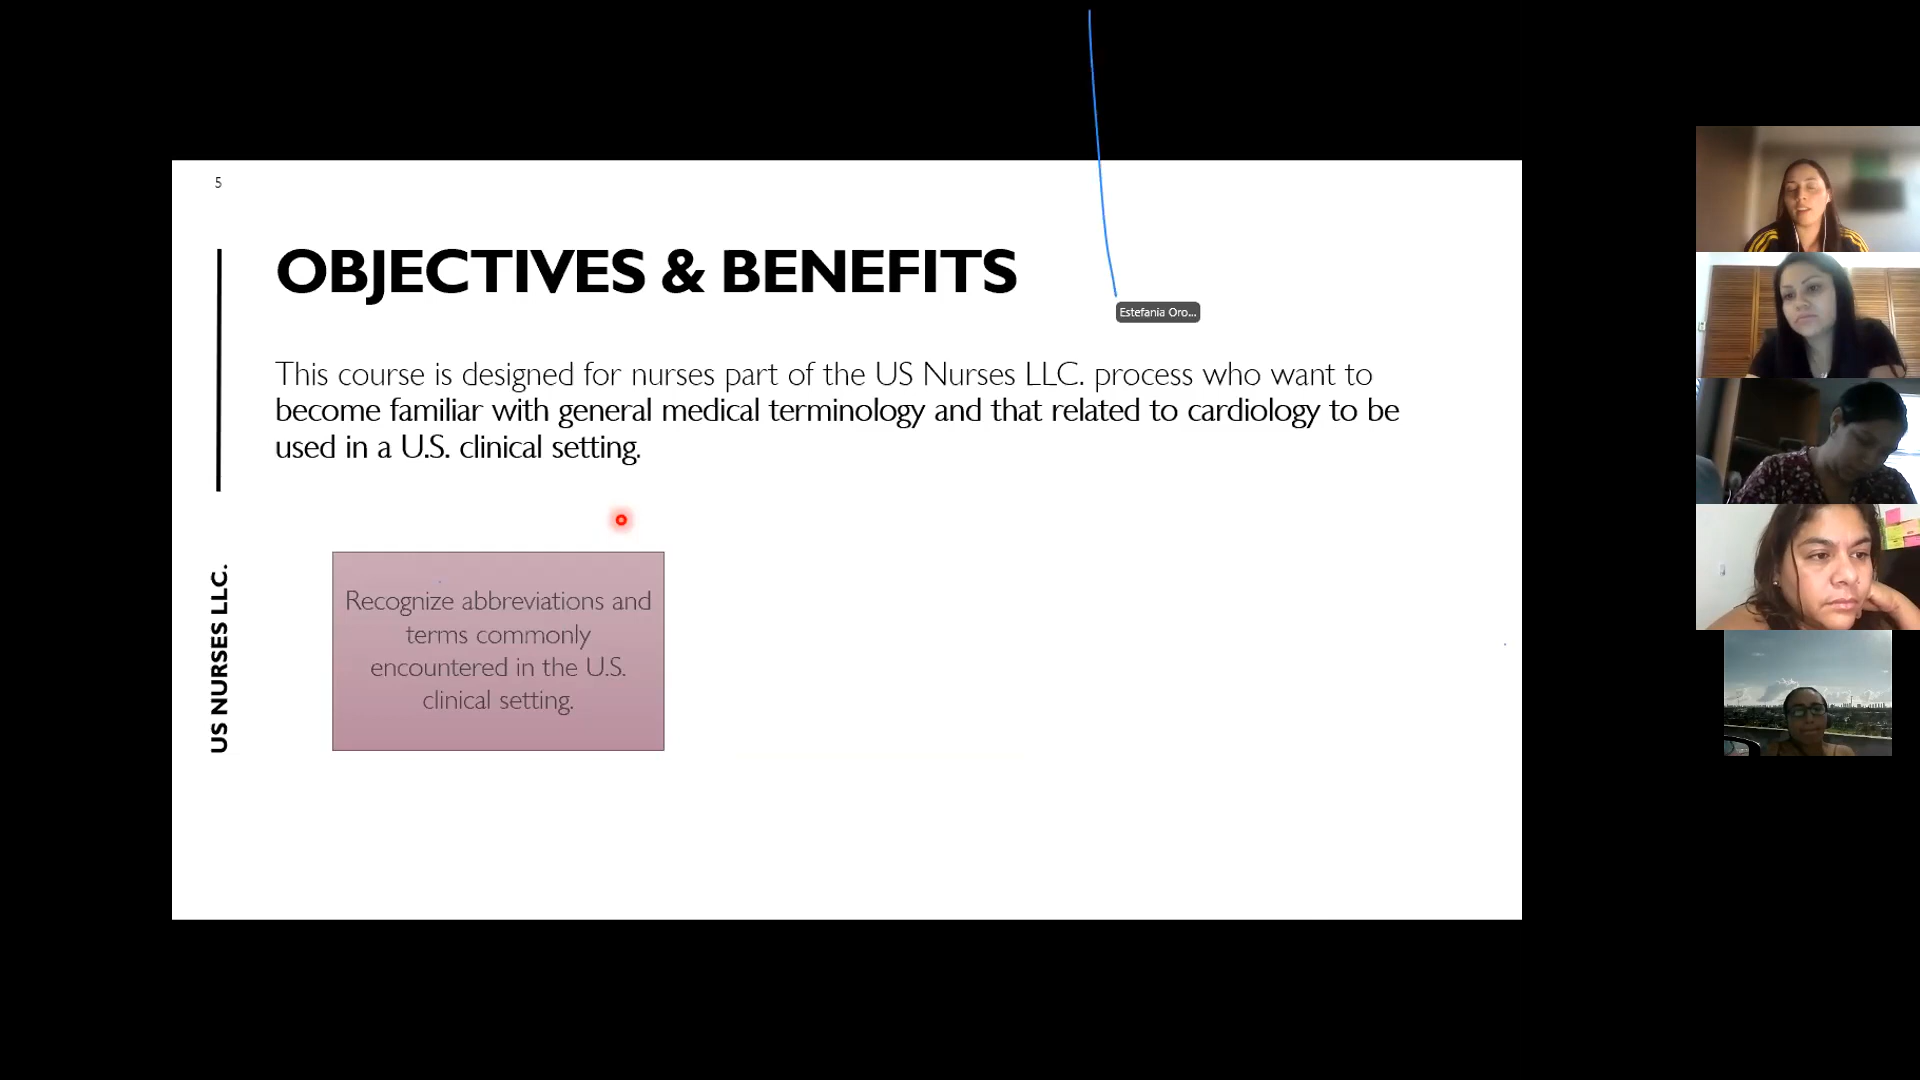 5
OBJECTIVES & BENEFITS
Estefania Oro...
This course is designed for nurses part of the US Nurses LLC. process who want to
become familiar with general medical terminology and that related to cardiology to be
used in a U.S. clinical setting.
US NURSES LLC.
Recognize abbreviations and
terms commonly
encountered in the U.S.
clinical setting.